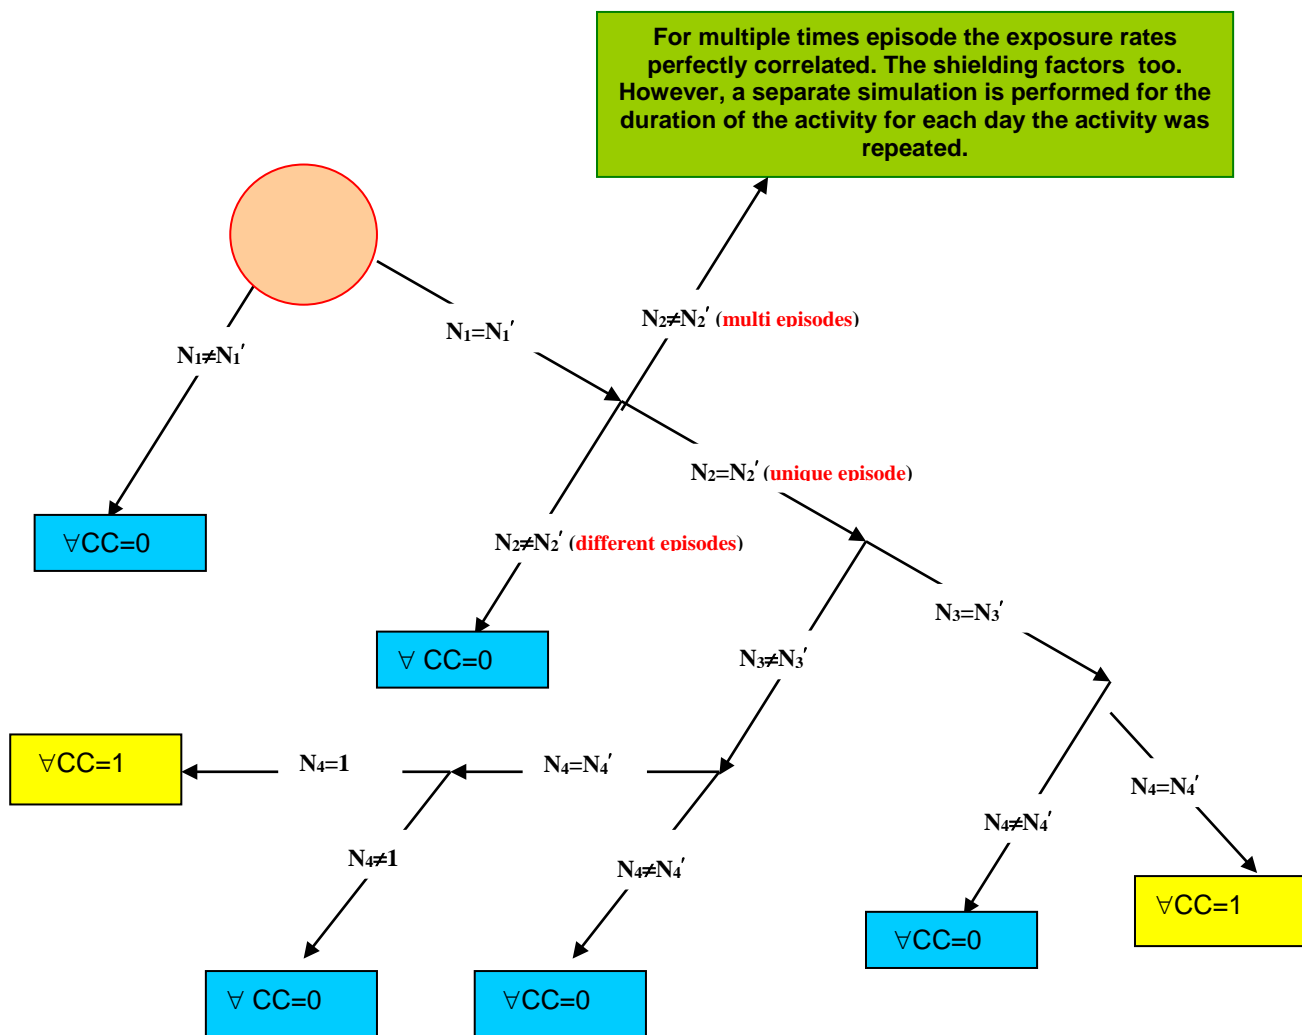 For multiple times episode the exposure rates
perfectly correlated. The shielding factors too.
However, a separate simulation is performed for the
duration of the activity for each day the activity was
repeated.
N₂≠N₂′ (multi episodes)
N₁=N₁′
N₁≠N₁′
N₂=N₂′ (unique episode)
∀CC=0
N₂≠N₂′ (different episodes)
N₃=N₃′
∀ CC=0
N₃≠N₃′
∀CC=1
N₄=1
N₄=N₄′
N₄=N₄′
N₄≠N₄′
N₄≠1
N₄≠N₄′
∀CC=1
∀CC=0
∀ CC=0
∀CC=0